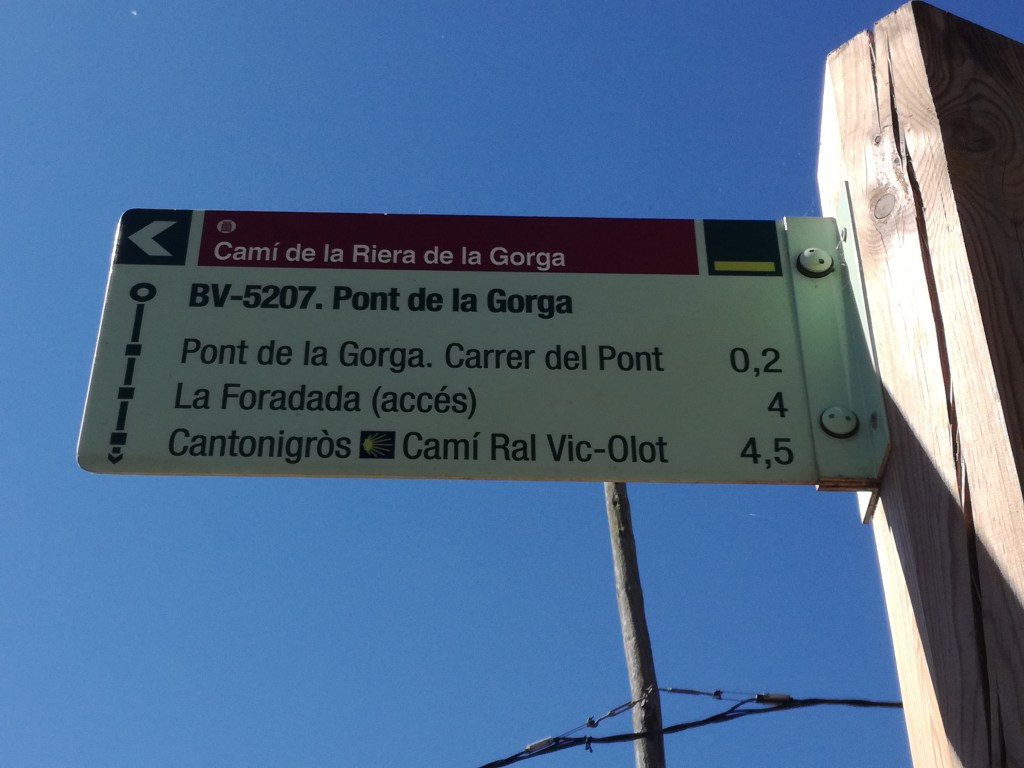 Camí de la Riera de la Gorga
BV-5207. Pont de la Gorga
Pont de la Gorga. Carrer del Pont 0,2
La Foradada (accés) 4
Cantonigròs Camí Ral Vic-Olot 4,5